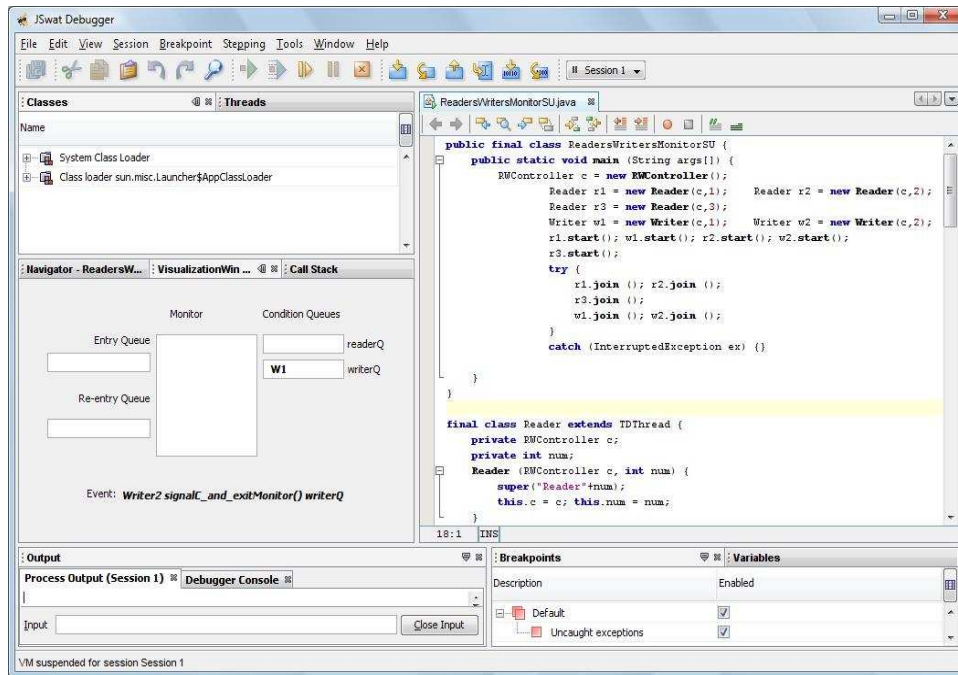 JSwat Debugger
File Edit View Session Breakpoint Stepping Tools Window Help
Session 1
Classes
Threads
Name
System Class Loader
Class loader sun.misc.Launcher$AppClassLoader
Navigator - ReadersW...
VisualizationWin ...
Call Stack
Monitor
Condition Queues
Entry Queue
readerQ
W1
writerQ
Re-entry Queue
Event: Writer2 signalC_and_exitMonitor() writerQ
ReadersWritersMonitorSU.java
public final class ReadersWritersMonitorSU {
public static void main (String args[]) {
RWController c = new RWController();
Reader r1 = new Reader(c,1); Reader r2 = new Reader(c,2);
Reader r3 = new Reader(c,3);
Writer w1 = new Writer(c,1); Writer w2 = new Writer(c,2);
r1.start(); w1.start(); r2.start(); w2.start();
r3.start();
try {
r1.join (); r2.join ();
r3.join ();
w1.join (); w2.join ();
}
catch (InterruptedException ex) {}
}
}
final class Reader extends TDThread {
private RWController c;
private int num;
Reader (RWController c, int num) {
super("Reader"+num);
this.c = c; this.num = num;
}
18:1 INS
Output
Process Output (Session 1)
Debugger Console
Input
Close Input
Breakpoints
Variables
Description
Enabled
Default
Uncaught exceptions
VM suspended for session Session 1